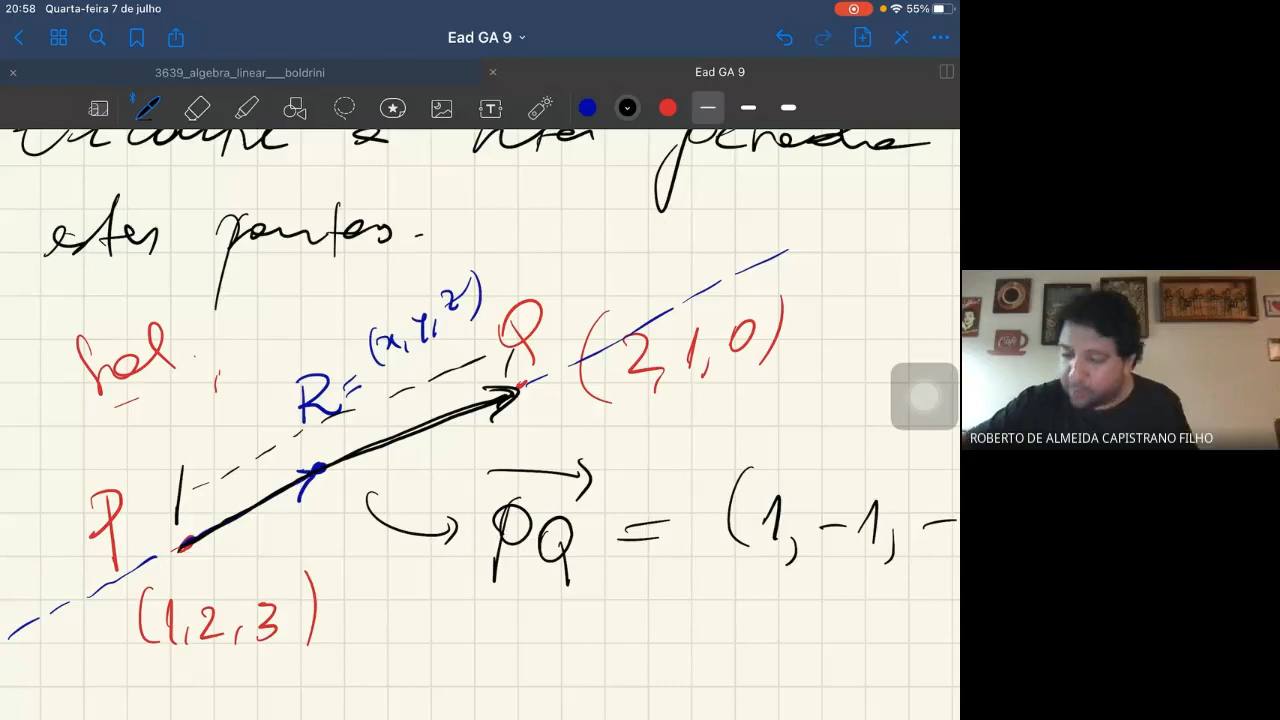 20:58 Quarta-feira 7 de julho 55%
Ead GA 9
3639_algebra_linear___boldrini
Ead GA 9
a reta
estes pontos.
Sol:
R = (x, y, z)
Q (2, 1, 0)
P
(1, 2, 3)
PQ = (1, -1, -
ROBERTO DE ALMEIDA CAPISTRANO FILHO